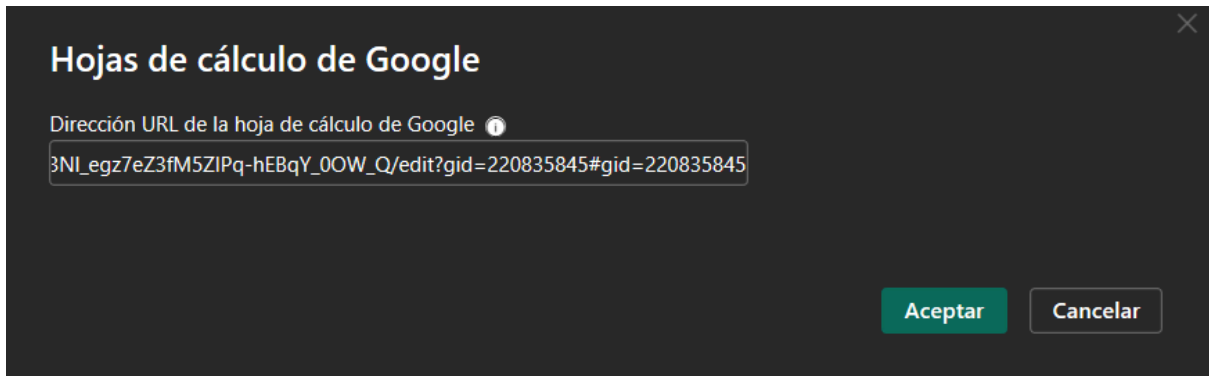 Hojas de cálculo de Google
Dirección URL de la hoja de cálculo de Google
3NI_egz7eZ3fM5ZIPq-hEBqY_0OW_Q/edit?gid=220835845#gid=220835845
Aceptar
Cancelar